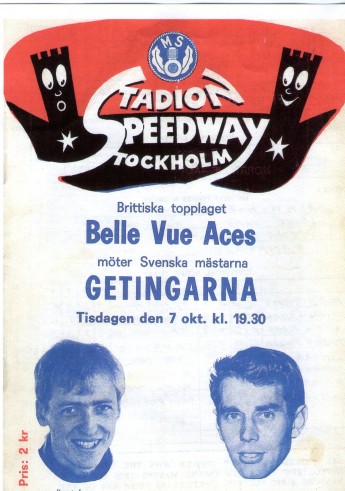 MS
STADION
SPEEDWAY
STOCKHOLM
Brittiska topplaget
Belle Vue Aces
möter Svenska mästarna
GETINGARNA
Tisdagen den 7 okt. kl. 19.30
Pris: 2 kr